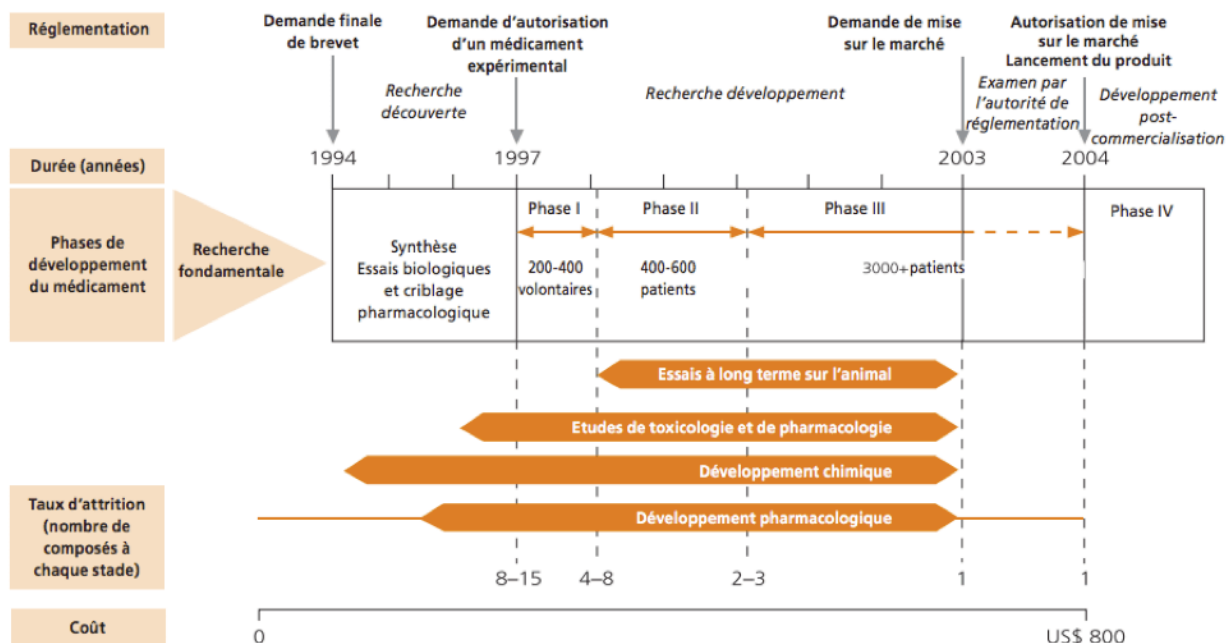 Réglementation
Demande finale
de brevet
Demande d'autorisation
d'un médicament
expérimental
Demande de mise
sur le marché
Autorisation de mise
sur le marché
Lancement du produit
Recherche
découverte
Recherche développement
Examen par
l'autorité de
réglementation
Développement
post-
commercialisation
Durée (années)
1994
1997
2003
2004
Phases de
développement
du médicament
Recherche
fondamentale
Synthèse
Essais biologiques
et criblage
pharmacologique
Phase I
200-400
volontaires
Phase II
400-600
patients
Phase III
3000+patients
Phase IV
Essais à long terme sur l'animal
Etudes de toxicologie et de pharmacologie
Développement chimique
Développement pharmacologique
Taux d'attrition
(nombre de
composés à
chaque stade)
8–15
4–8
2–3
1
1
Coût
0
US$ 800